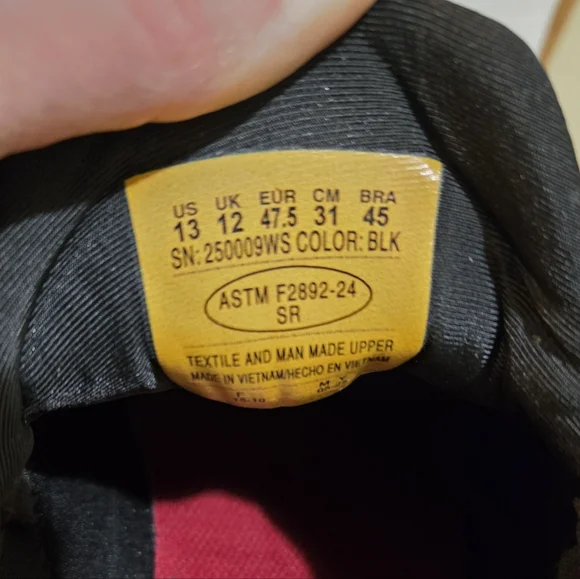 US UK EUR CM BRA
13 12 47.5 31 45
SN: 250009WS COLOR: BLK
ASTM F2892-24
SR
TEXTILE AND MAN MADE UPPER
MADE IN VIETNAM/HECHO EN VIETNAM